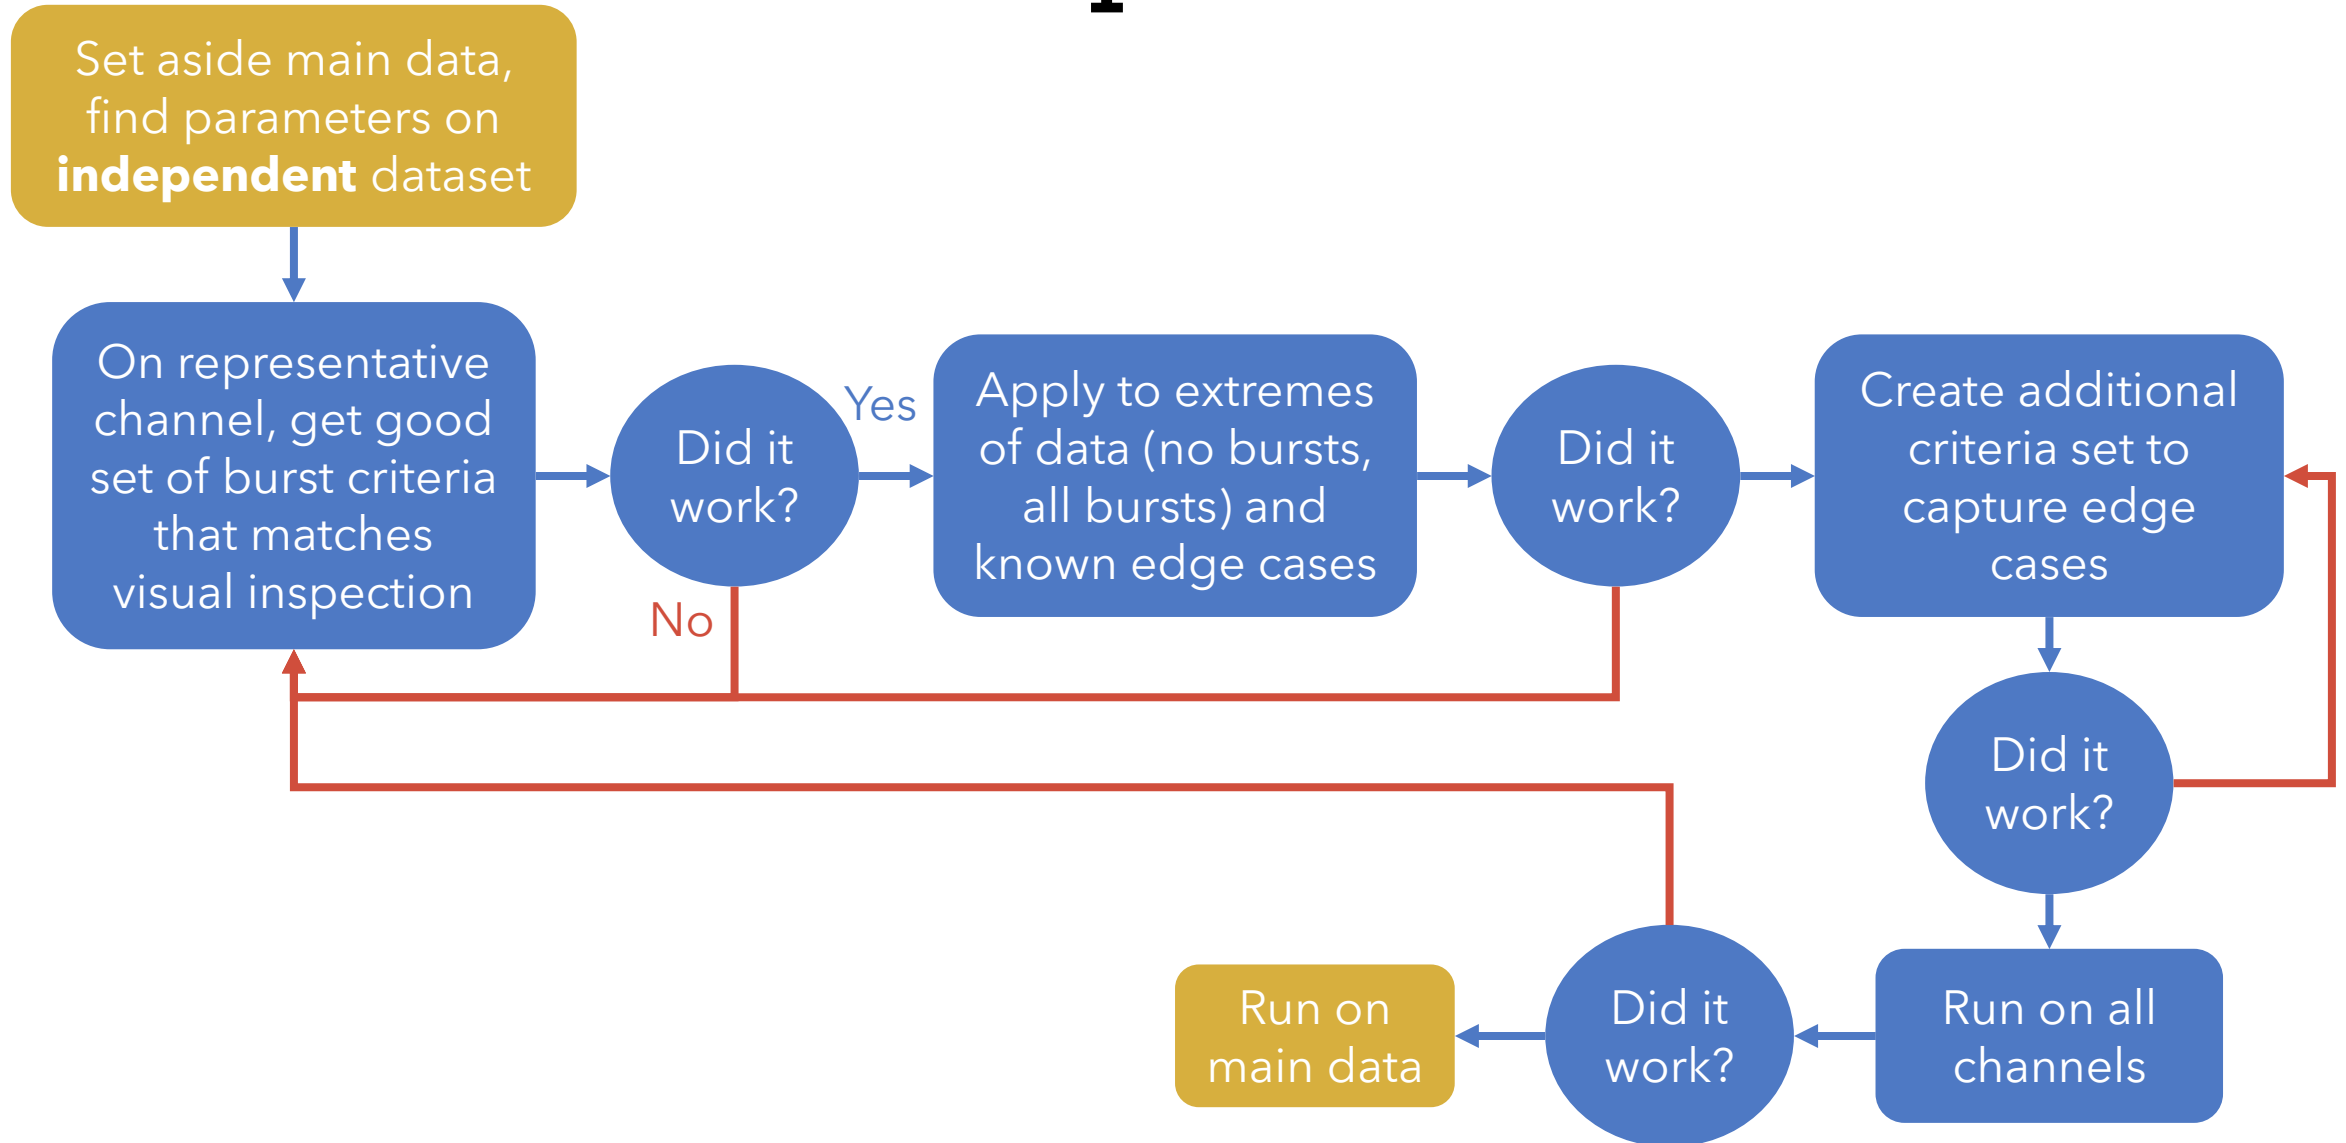 Set aside main data,
find parameters on
independent dataset
On representative
channel, get good
set of burst criteria
that matches
visual inspection
Did it
work?
Yes
No
Apply to extremes
of data (no bursts,
all bursts) and
known edge cases
Did it
work?
Create additional
criteria set to
capture edge
cases
Did it
work?
Run on all
channels
Did it
work?
Run on
main data